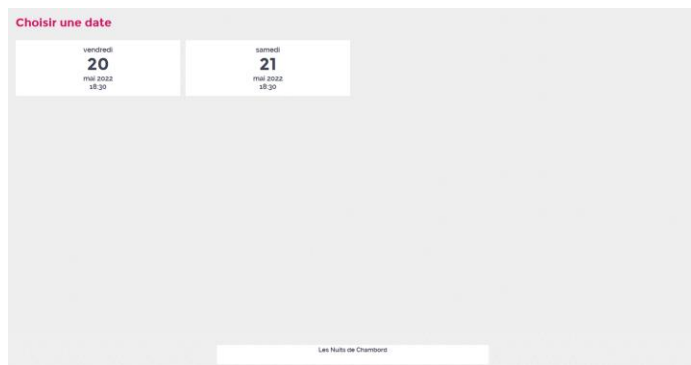 Choisir une date
vendredi
20
mai 2022
18:30
samedi
21
mai 2022
18:30
Les Nuits de Chambord